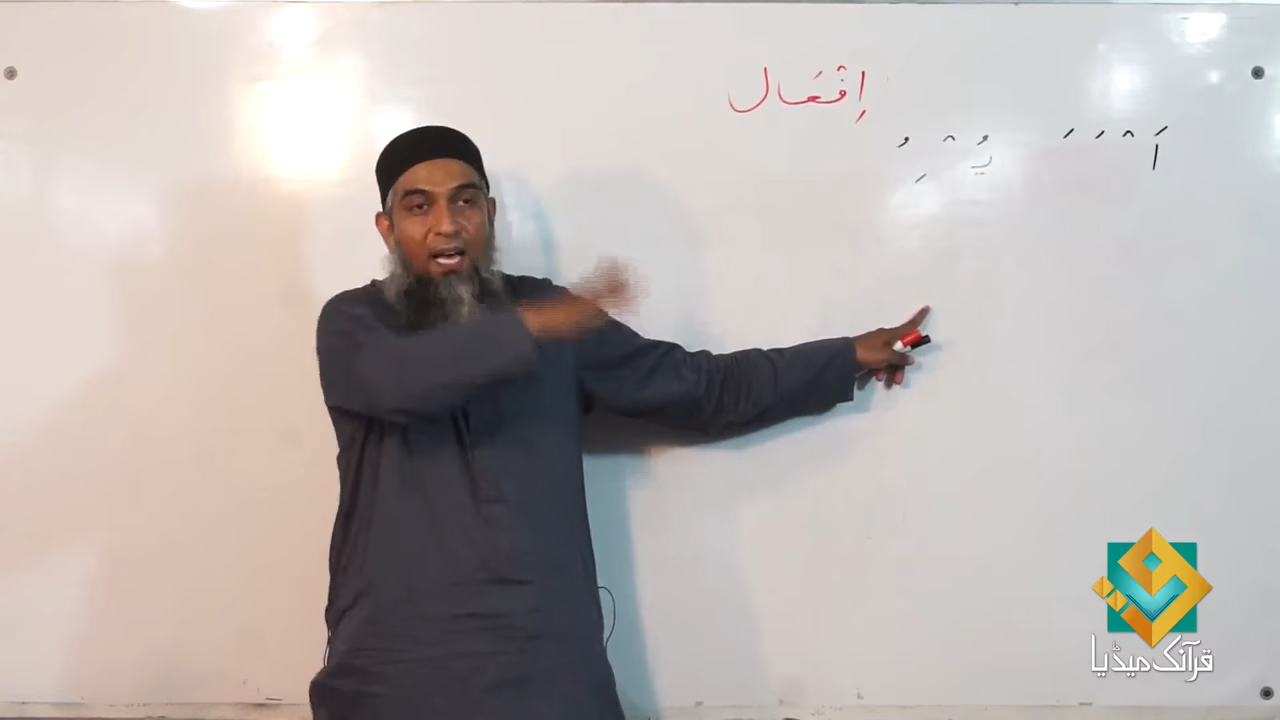 إِفْعَال
اَ ◌ْ ◌َ ◌َ يُ ◌ْ ◌ِ ◌ُ
قرآنک میڈیا